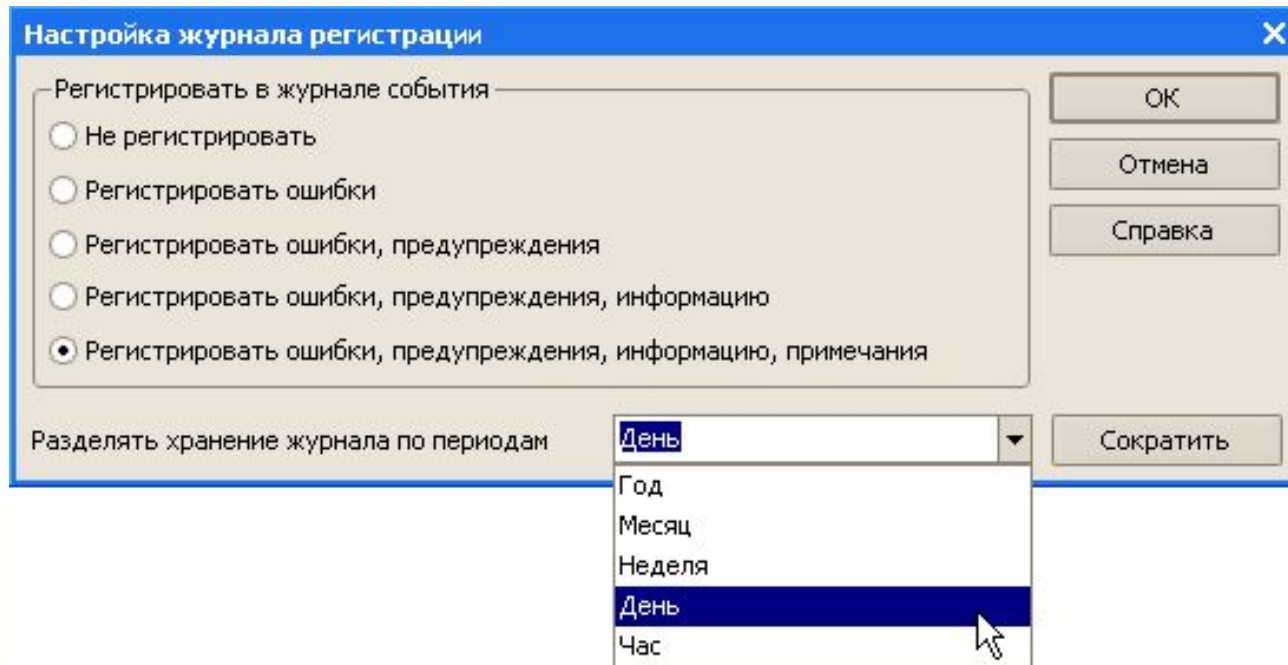 Настройка журнала регистрации
Регистрировать в журнале события
Не регистрировать
Регистрировать ошибки
Регистрировать ошибки, предупреждения
Регистрировать ошибки, предупреждения, информацию
Регистрировать ошибки, предупреждения, информацию, примечания
ОК
Отмена
Справка
Разделять хранение журнала по периодам
День
Сократить
Год
Месяц
Неделя
День
Час